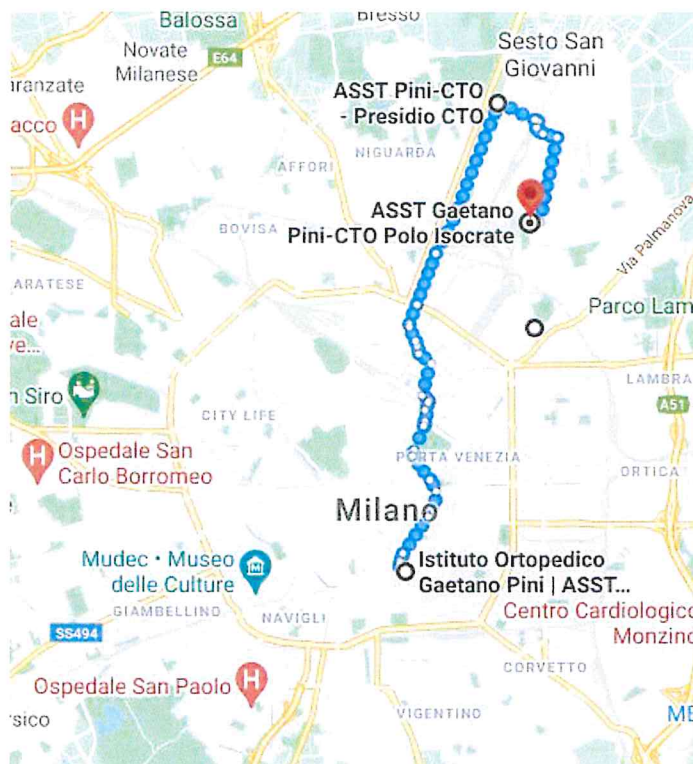 Balossa
Bresso
Novate
Milanese
E64
Sesto San
Giovanni
aranzate
acco
H
ASST Pini-CTO
- Presidio CTO
NIGUARDA
AFFORI
ASST Gaetano
Pini-CTO Polo Isocrate
BOVISA
Via Palmanova
ARATESE
ale
ve...
Parco Lam
n Siro
CITY LIFE
LAMBRA
A51
H
Ospedale San
Carlo Borromeo
PORTA VENEZIA
ORTICA
Milano
Mudec • Museo
delle Culture
M
Istituto Ortopedico
Gaetano Pini | ASST...
GIAMBELLINO
NAVIGLI
Centro Cardiologico
Monzino
SS494
CORVETTO
Ospedale San Paolo
H
VIGENTINO
ME
rsico